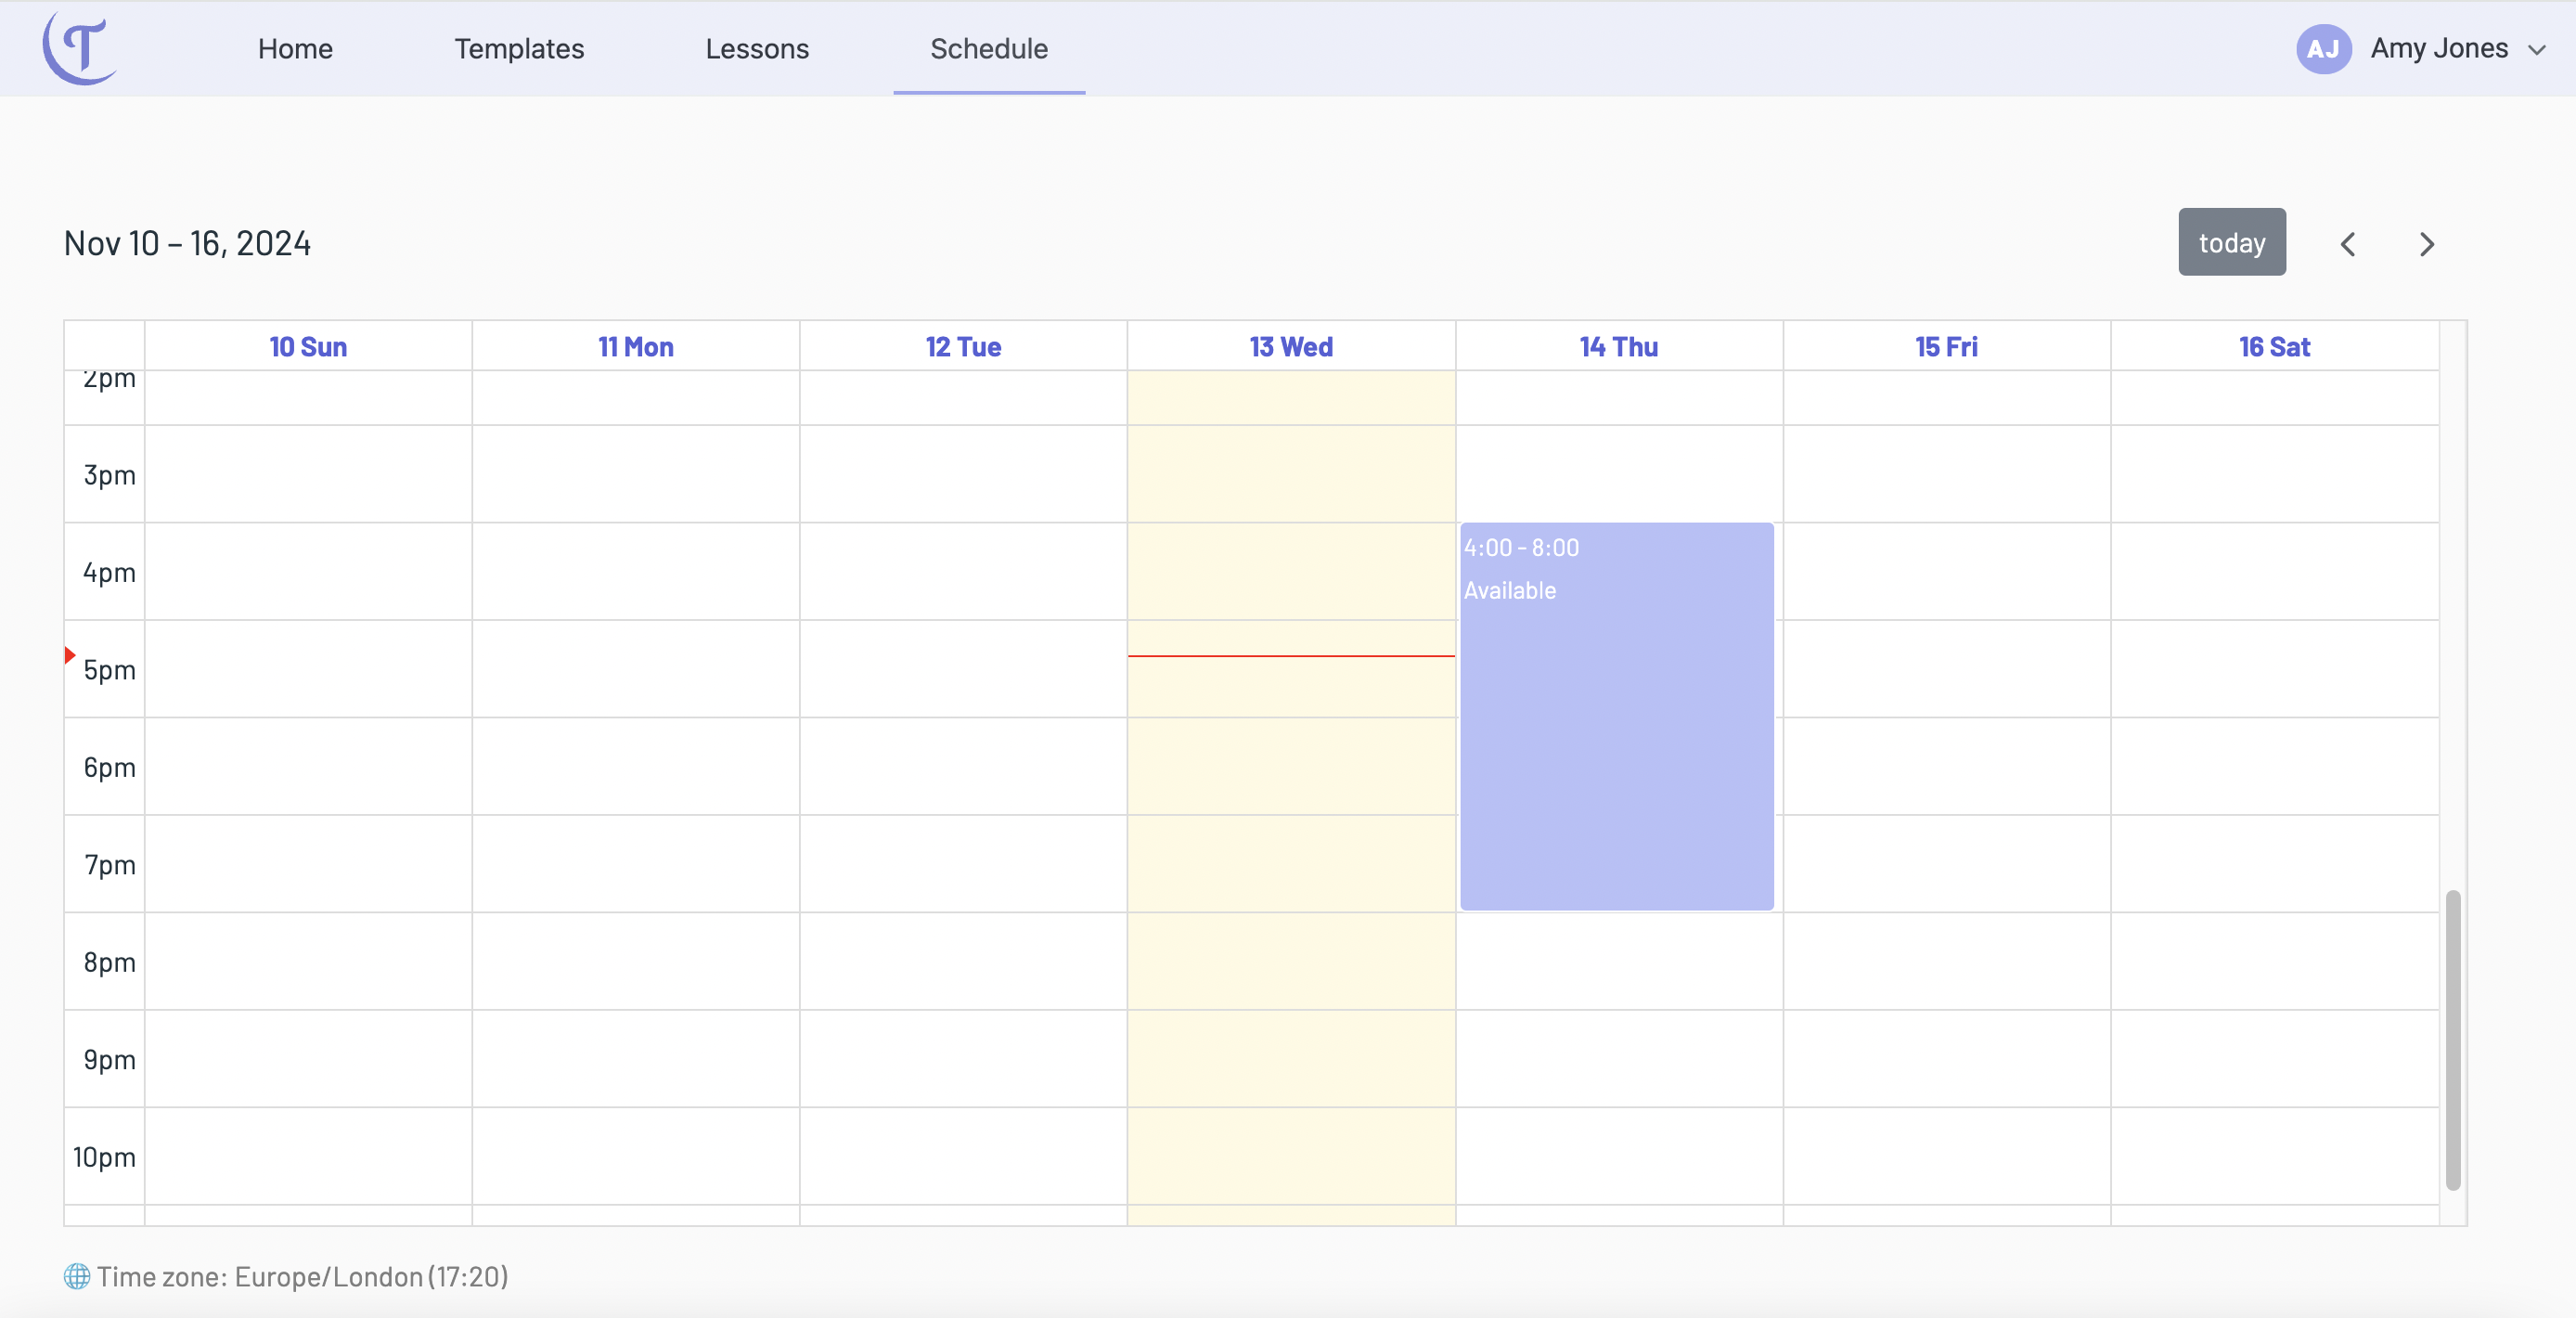 T
Home Templates Lessons Schedule AJ Amy Jones
Nov 10 – 16, 2024 today
10 Sun 11 Mon 12 Tue 13 Wed 14 Thu 15 Fri 16 Sat
2pm
3pm
4pm
4:00 - 8:00
Available
5pm
6pm
7pm
8pm
9pm
10pm
Time zone: Europe/London (17:20)